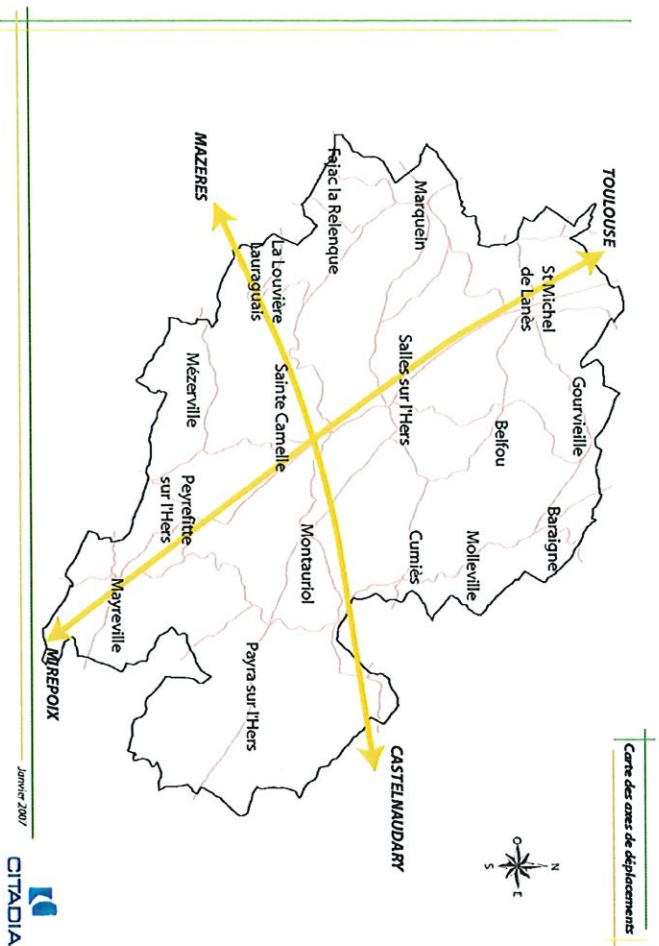 Carte des axes de déplacements
N
O
E
S
TOULOUSE
St Michel
de Lanès
Gourvieille
Baraigne
Belfou
Molleville
Marquein
Salles sur l'Hers
Cumiès
Fajac la Relenque
La Louvière
Lauraguais
Sainte Camelle
Montauriol
CASTELNAUDARY
MAZERES
Mézerville
Peyrefitte
sur l'Hers
Payra sur l'Hers
Mayreville
MIREPOIX
Janvier 2007
CITADIA